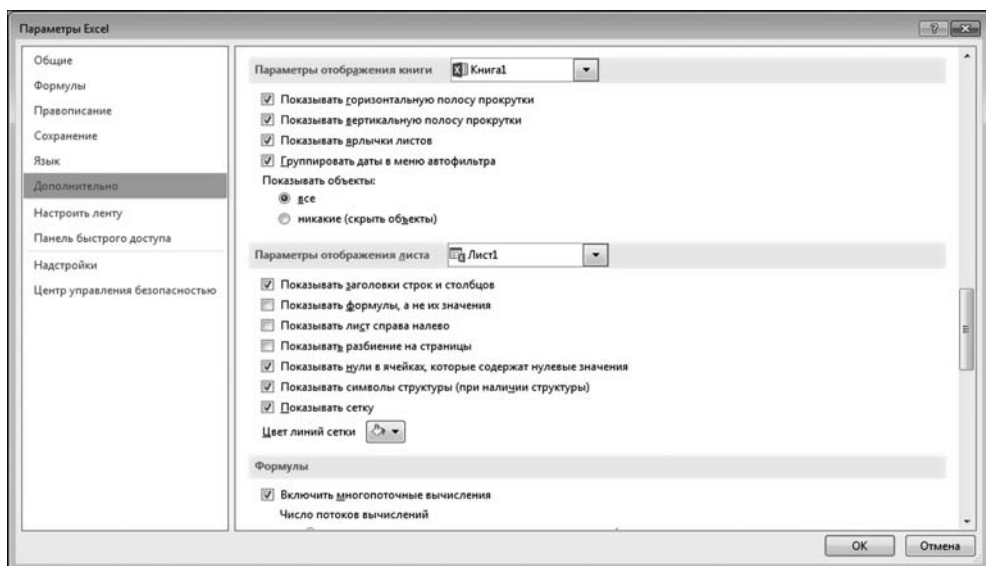 Параметры Excel
Общие
Формулы
Правописание
Сохранение
Язык
Дополнительно
Настроить ленту
Панель быстрого доступа
Надстройки
Центр управления безопасностью
Параметры отображения книги Книга1
Показывать горизонтальную полосу прокрутки
Показывать вертикальную полосу прокрутки
Показывать ярлычки листов
Группировать даты в меню автофильтра
Показывать объекты:
все
никакие (скрыть объекты)
Параметры отображения листа Лист1
Показывать заголовки строк и столбцов
Показывать формулы, а не их значения
Показывать лист справа налево
Показывать разбиение на страницы
Показывать нули в ячейках, которые содержат нулевые значения
Показывать символы структуры (при наличии структуры)
Показывать сетку
Цвет линий сетки
Формулы
Включить многопоточные вычисления
Число потоков вычислений
ОК Отмена